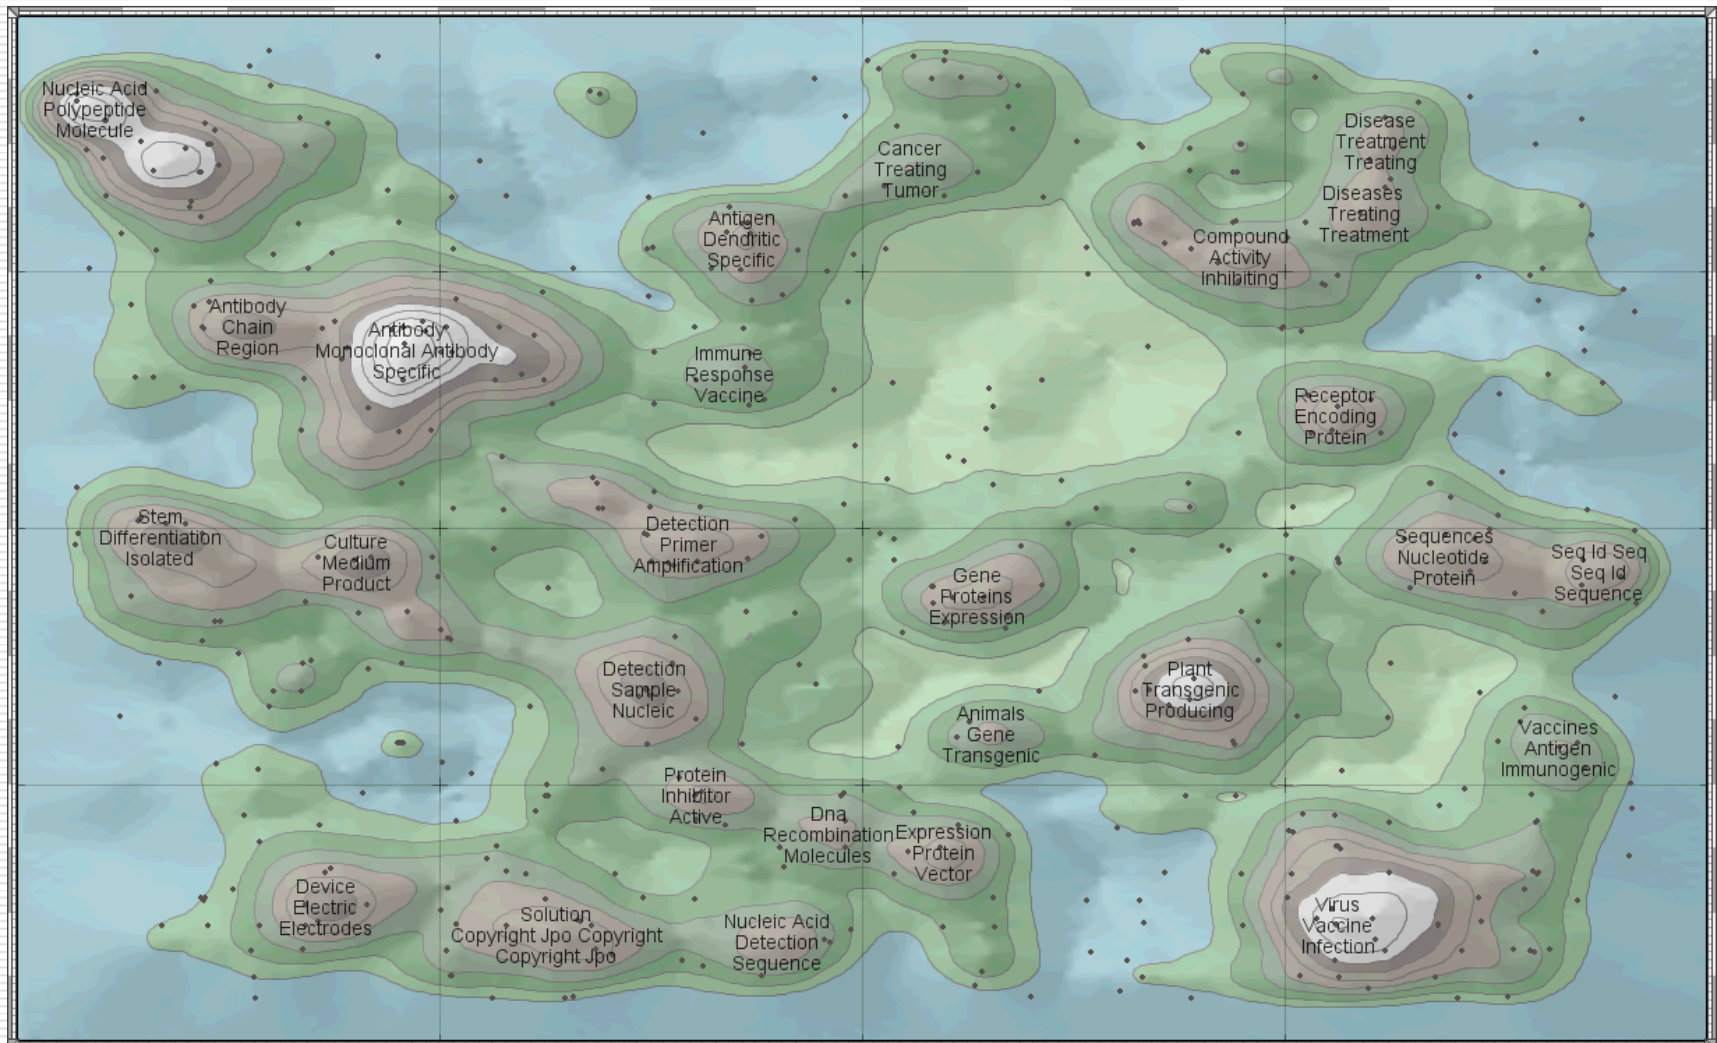 Nucleic Acid
Polypeptide
Molecule
Cancer
Treating
Tumor
Disease
Treatment
Treating
Diseases
Treating
Treatment
Antigen
Dendritic
Specific
Compound
Activity
Inhibiting
Antibody
Chain
Region
Antibody
Monoclonal Antibody
Specific
Immune
Response
Vaccine
Receptor
Encoding
Protein
Stem
Differentiation
Isolated
Culture
Medium
Product
Detection
Primer
Amplification
Gene
Proteins
Expression
Sequences
Nucleotide
Protein
Seq Id Seq
Seq Id
Sequence
Detection
Sample
Nucleic
Plant
Transgenic
Producing
Animals
Gene
Transgenic
Vaccines
Antigen
Immunogenic
Protein
Inhibitor
Active
Dna
Recombination
Molecules
Expression
Protein
Vector
Device
Electric
Electrodes
Solution
Copyright Jpo Copyright
Copyright Jpo
Nucleic Acid
Detection
Sequence
Virus
Vaccine
Infection